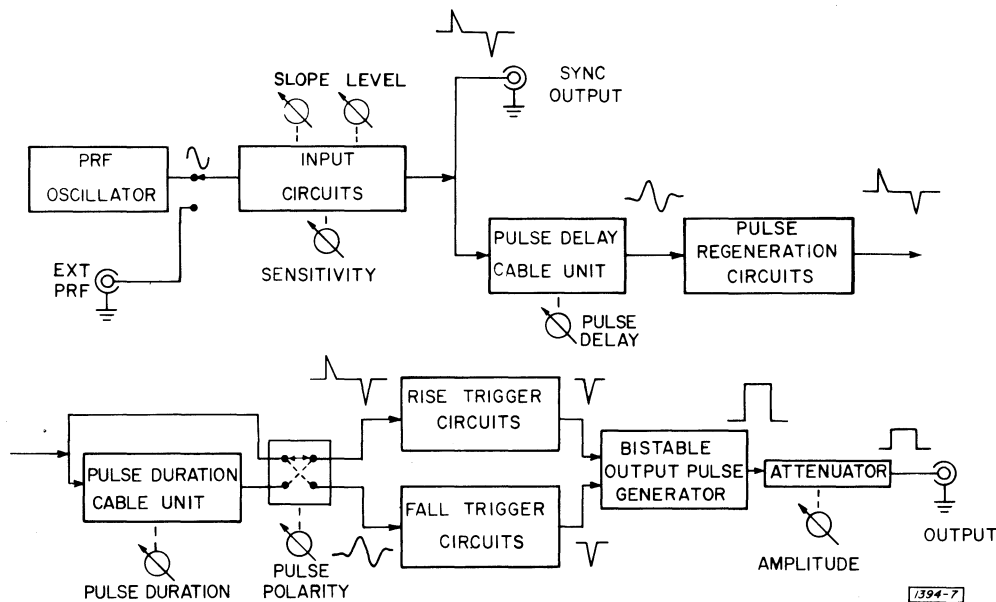 SLOPE LEVEL
SYNC
OUTPUT
PRF
OSCILLATOR
INPUT
CIRCUITS
SENSITIVITY
EXT
PRF
PULSE DELAY
CABLE UNIT
PULSE
DELAY
PULSE
REGENERATION
CIRCUITS
RISE TRIGGER
CIRCUITS
PULSE DURATION
CABLE UNIT
PULSE DURATION
PULSE
POLARITY
FALL TRIGGER
CIRCUITS
BISTABLE
OUTPUT PULSE
GENERATOR
ATTENUATOR
AMPLITUDE
OUTPUT
1394-7